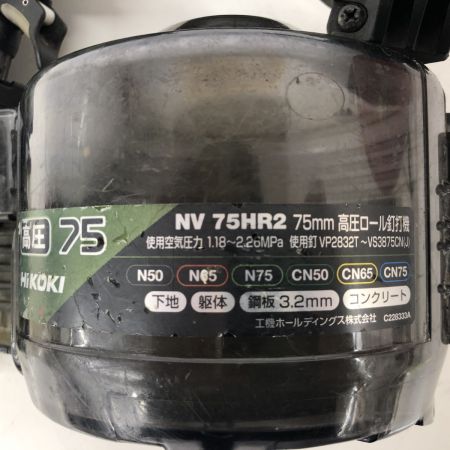 高圧 75
HiKOKI
NV 75HR2 75mm 高圧ロール釘打機
使用空気圧力 1.18～2.26MPa 使用釘 VP2832T～VS3875CN(J)
N50 N65 N75 CN50 CN65 CN75
下地 躯体 鋼板 3.2mm コンクリート
工機ホールディングス株式会社 C228333A